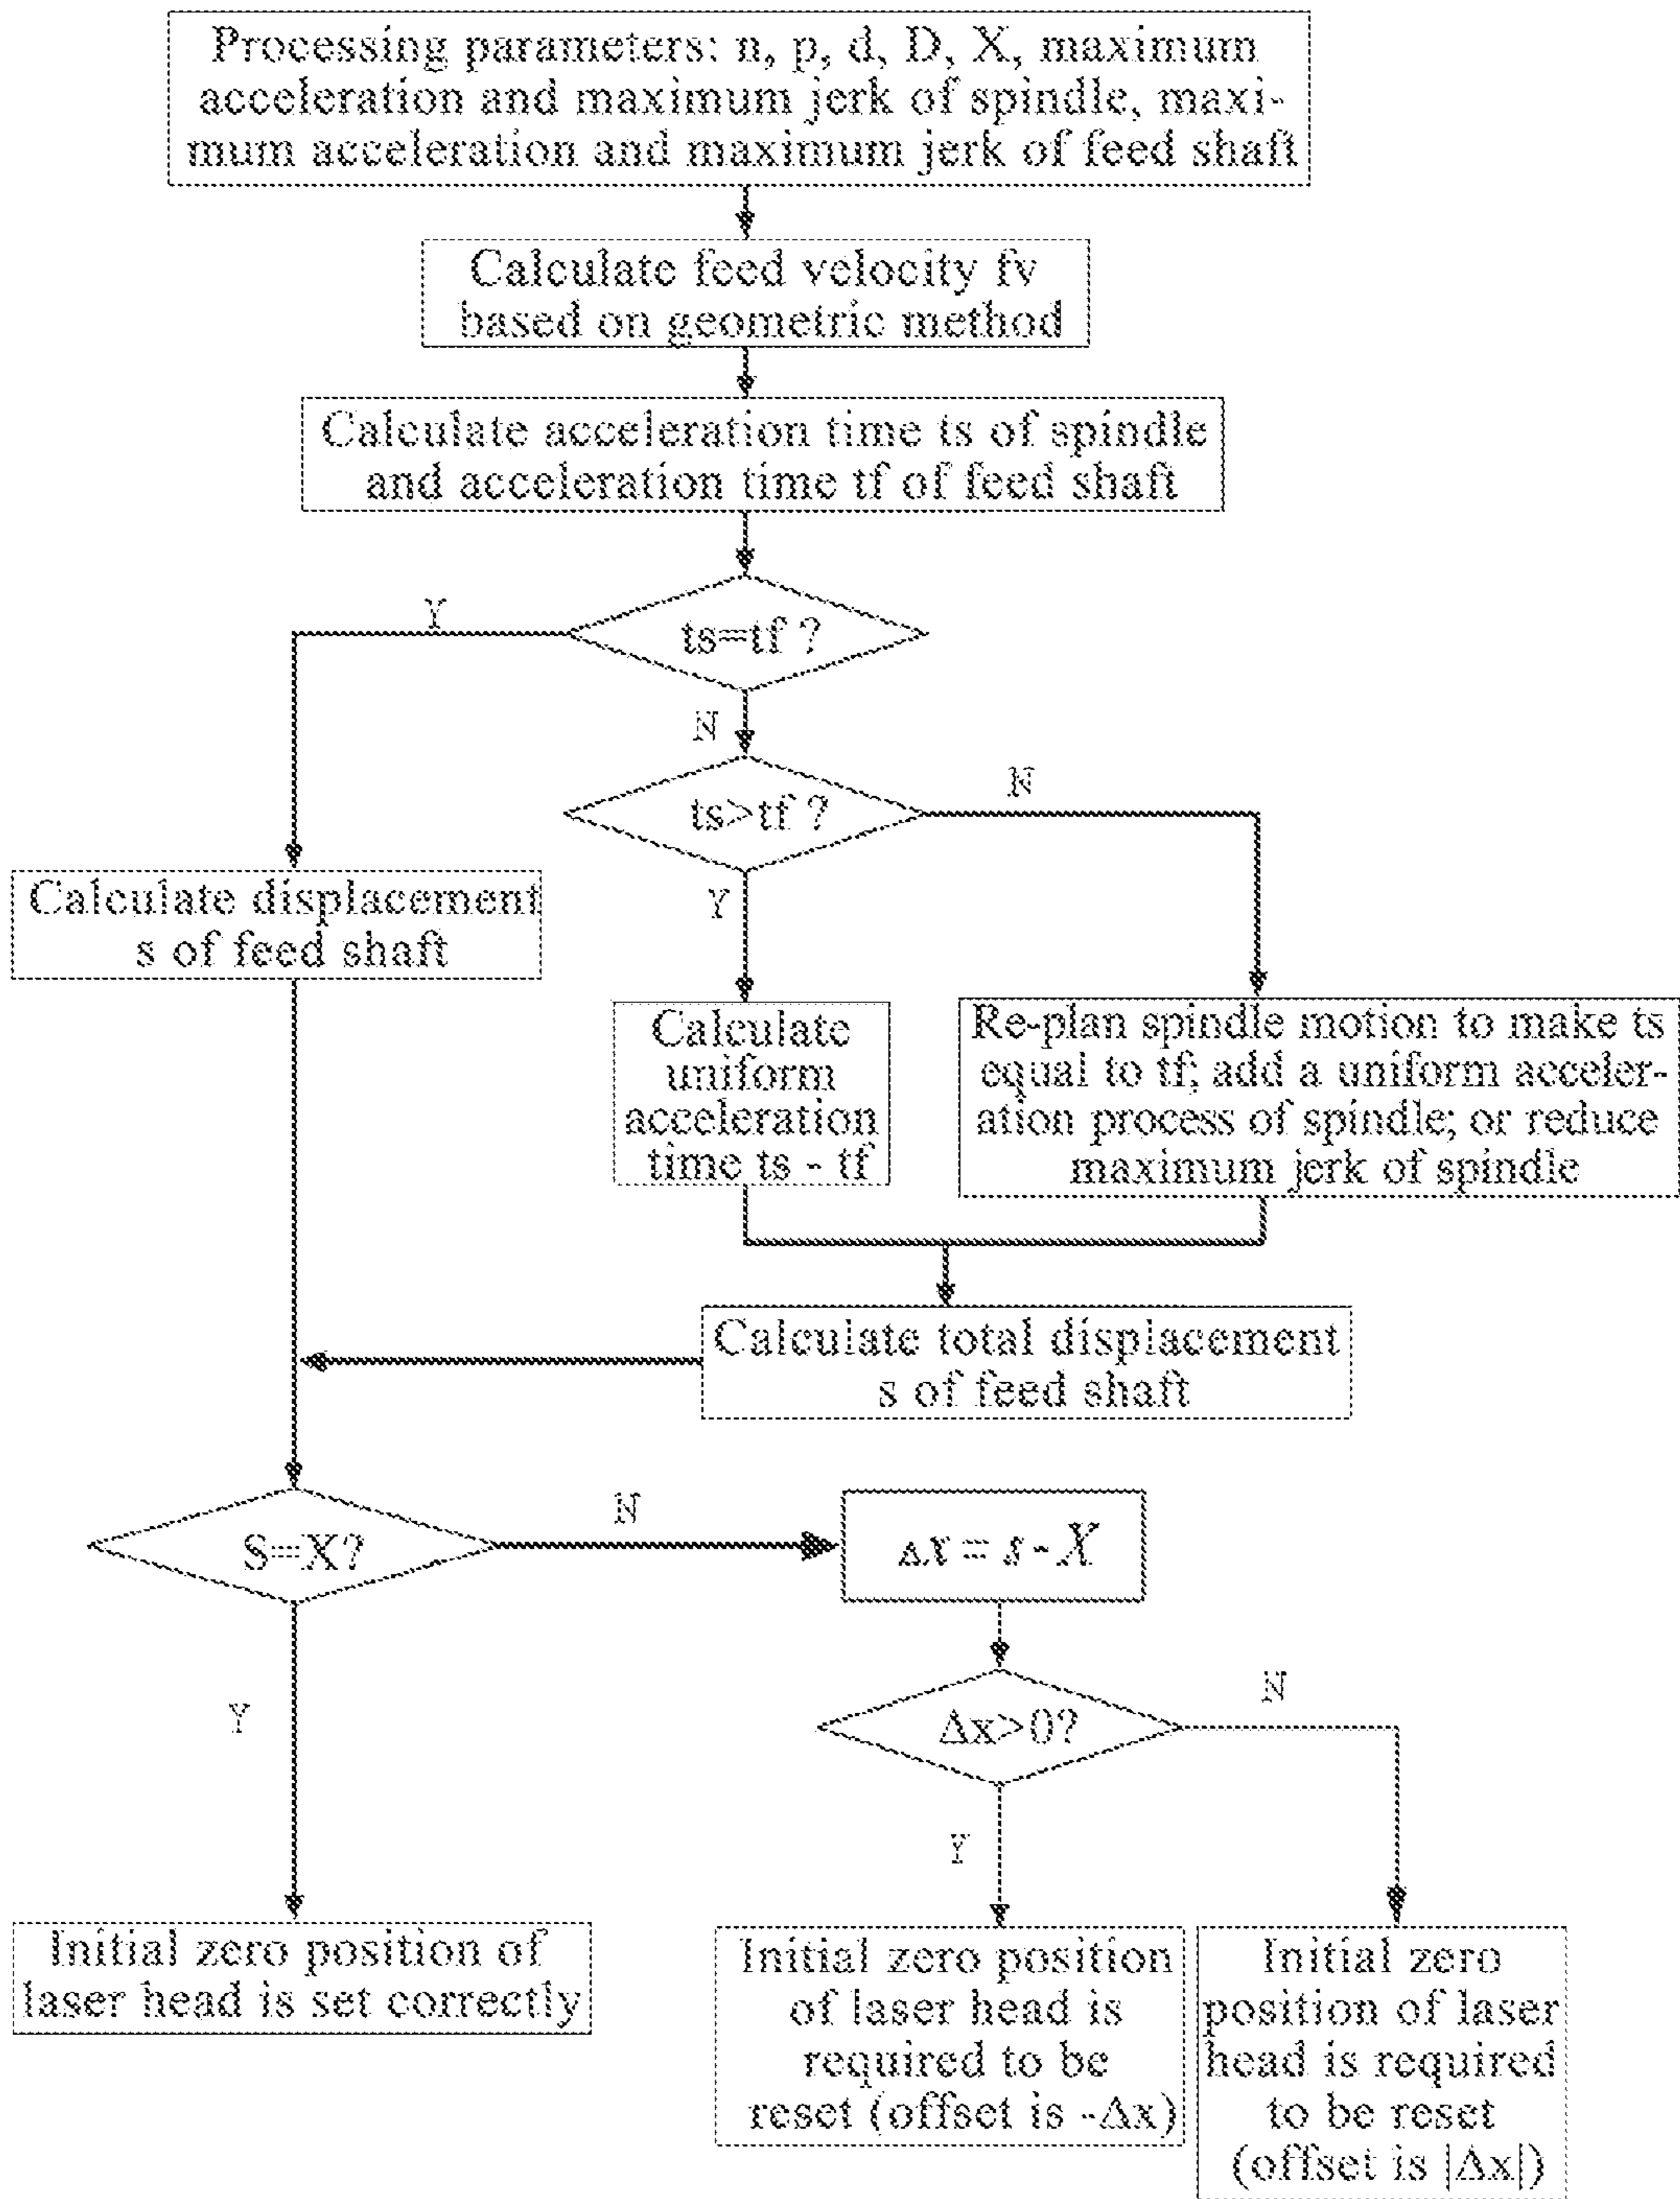 Processing parameters: n, p, d, D, X, maximum
acceleration and maximum jerk of spindle, maxi-
mum acceleration and maximum jerk of feed shaft
Calculate feed velocity fv
based on geometric method
Calculate acceleration time ts of spindle
and acceleration time tf of feed shaft
Y
ts=tf ?
N
ts>tf ?
N
Y
Calculate displacement
s of feed shaft
Calculate
uniform
acceleration
time ts - tf
Re-plan spindle motion to make ts
equal to tf; add a uniform acceler-
ation process of spindle; or reduce
maximum jerk of spindle
Calculate total displacement
s of feed shaft
S=X?
N
Δx = s - X
Y
Δx>0?
N
Y
Initial zero position of
laser head is set correctly
Initial zero position
of laser head is
required to be
reset (offset is -Δx)
Initial zero
position of laser
head is required
to be reset
(offset is |Δx|)